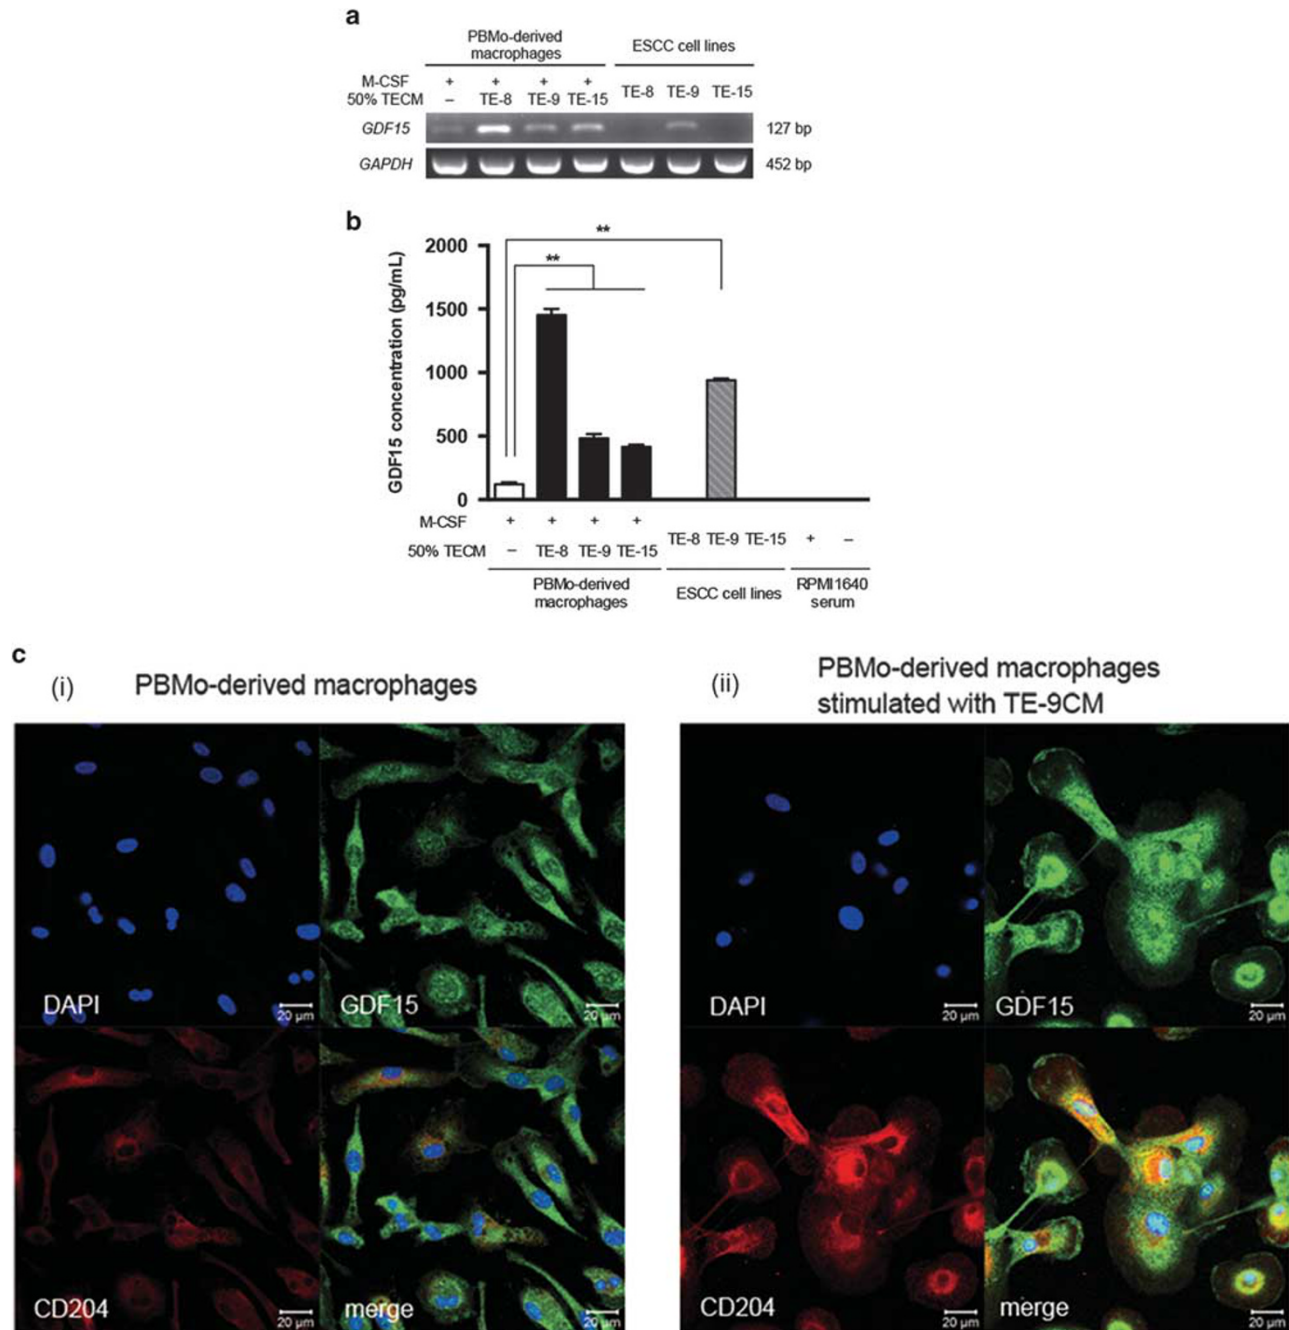 a
PBMo-derived
macrophages
ESCC cell lines
M-CSF + + + +
50% TECM – TE-8 TE-9 TE-15 TE-8 TE-9 TE-15
GDF15 127 bp
GAPDH 452 bp
b
GDF15 concentration (pg/mL)
2000
1500
1000
500
0
**
**
M-CSF + + + +
50% TECM – TE-8 TE-9 TE-15 TE-8 TE-9 TE-15 + –
PBMo-derived
macrophages
ESCC cell lines
RPMI1640
serum
c
(i) PBMo-derived macrophages
DAPI 20 µm
GDF15 20 µm
CD204 20 µm
merge 20 µm
(ii) PBMo-derived macrophages
stimulated with TE-9CM
DAPI 20 µm
GDF15 20 µm
CD204 20 µm
merge 20 µm